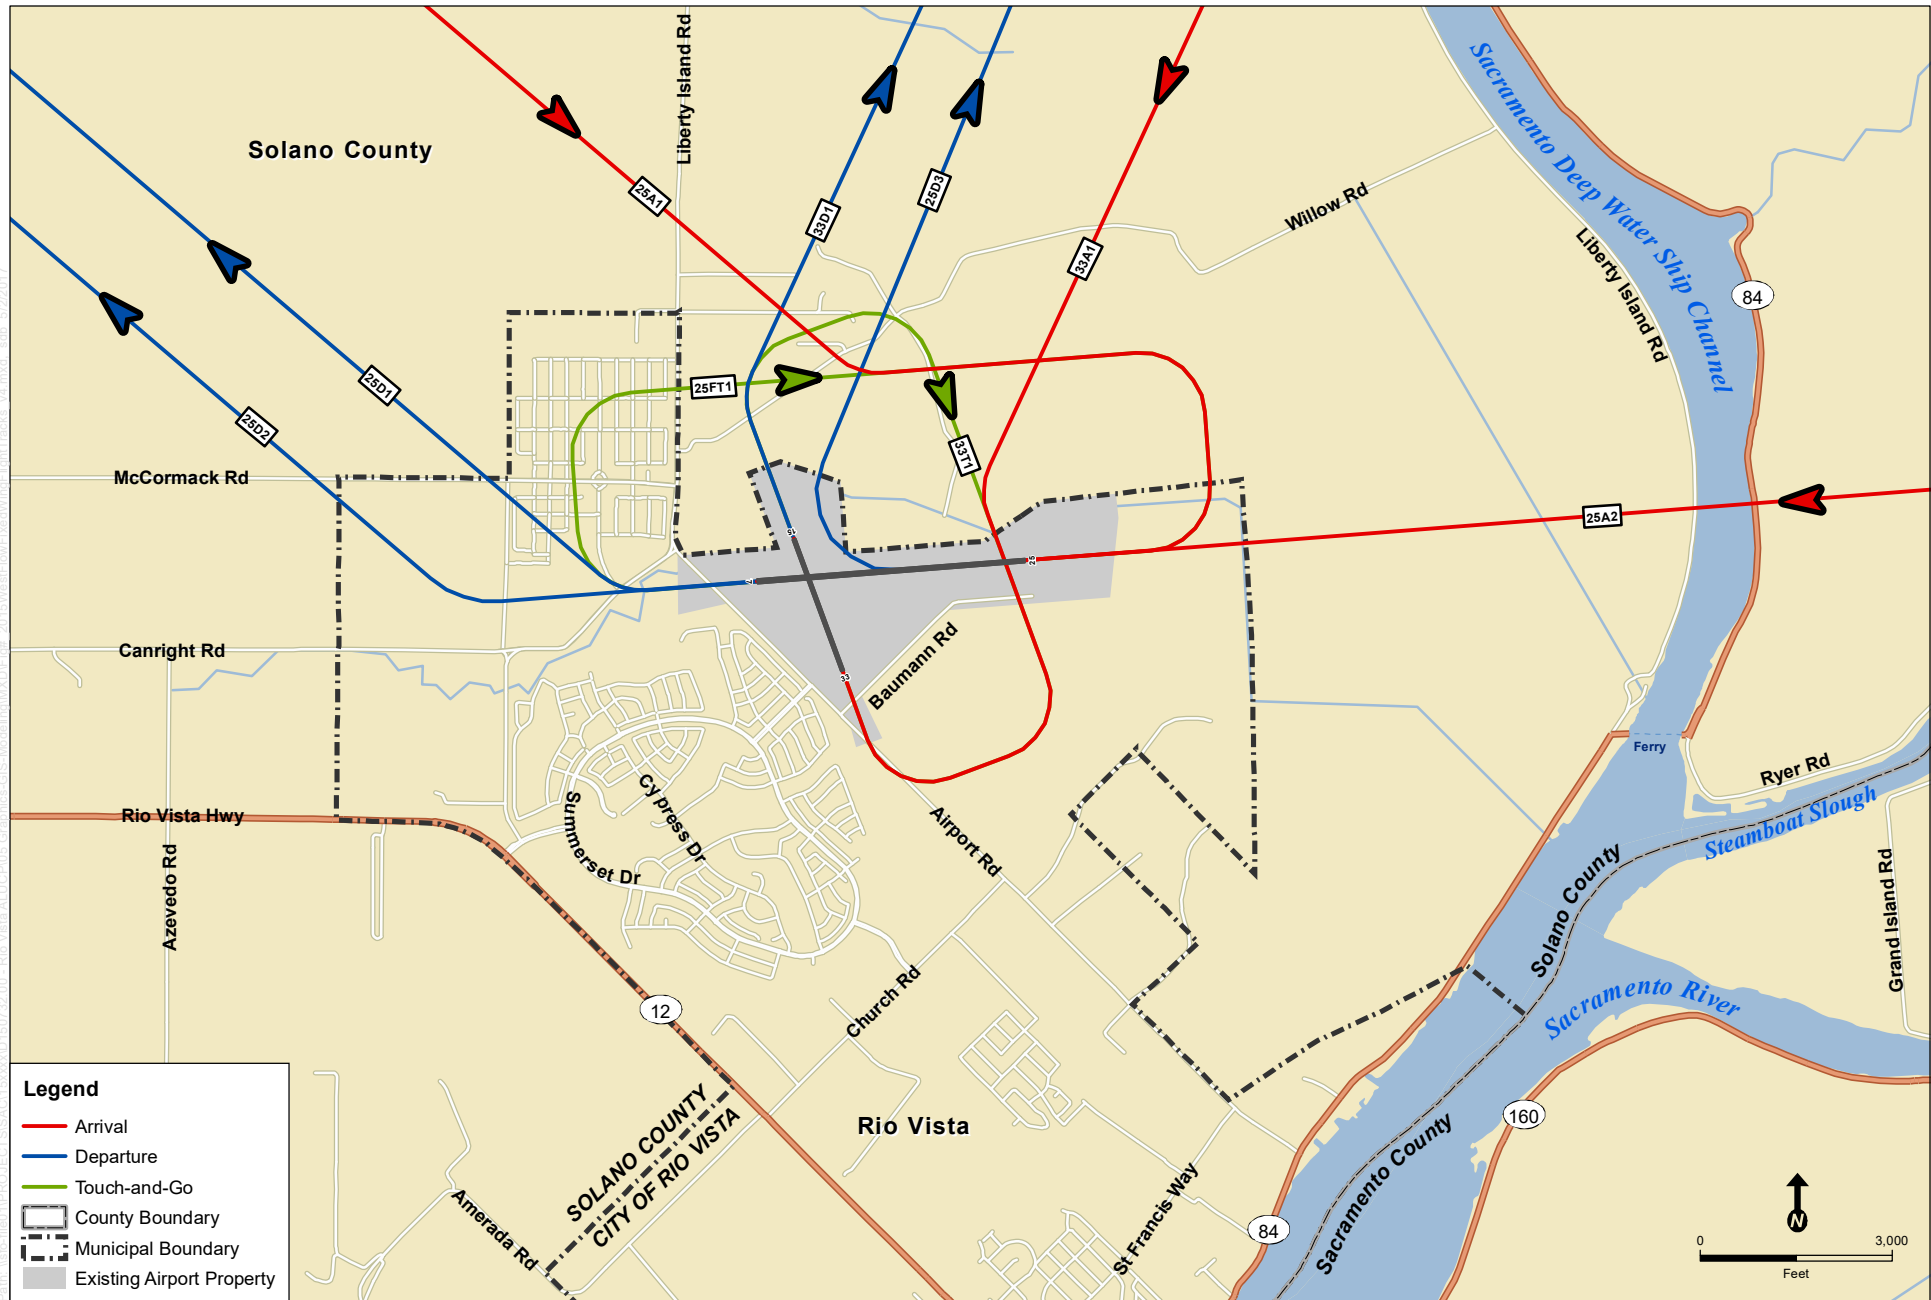 Liberty Island Rd
Solano County
25A1
33D1
25D3
33A1
Willow Rd
Sacramento Deep Water Ship Channel
Liberty Island Rd
84
25D1
25D2
25FT1
33T1
McCormack Rd
25A2
15
7
25
33
Canright Rd
Baumann Rd
Ferry
Ryer Rd
Steamboat Slough
Rio Vista Hwy
Azevedo Rd
Summerset Dr
Cypress Dr
Airport Rd
Solano County
Grand Island Rd
Church Rd
Sacramento River
12
Rio Vista
SOLANO COUNTY
CITY OF RIO VISTA
Amerada Rd
St Francis Way
84
Sacramento County
160
N
0 3,000
Feet
Legend
Arrival
Departure
Touch-and-Go
County Boundary
Municipal Boundary
Existing Airport Property